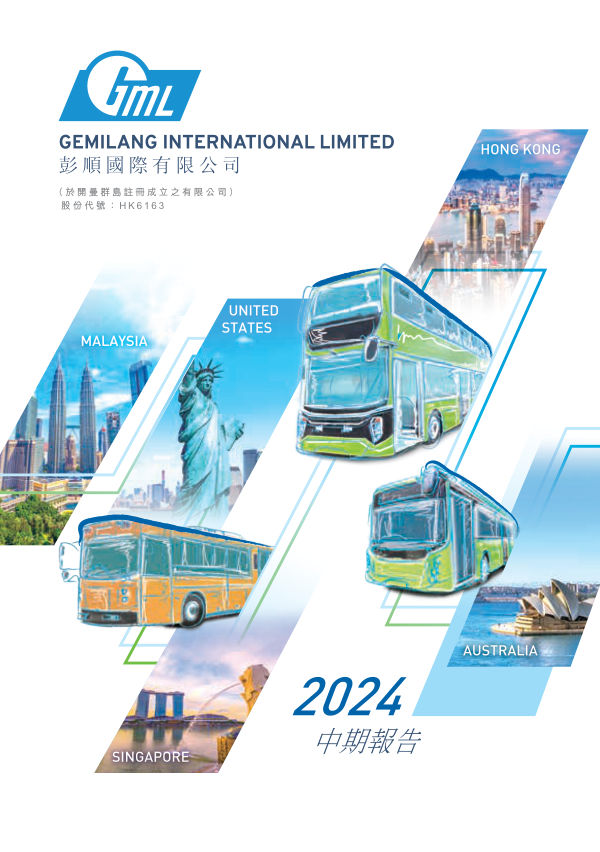 GML
GEMILANG INTERNATIONAL LIMITED
彭順國際有限公司
(於開曼群島註冊成立之有限公司)
股份代號：HK6163
HONG KONG
UNITED
STATES
MALAYSIA
AUSTRALIA
2024
中期報告
SINGAPORE